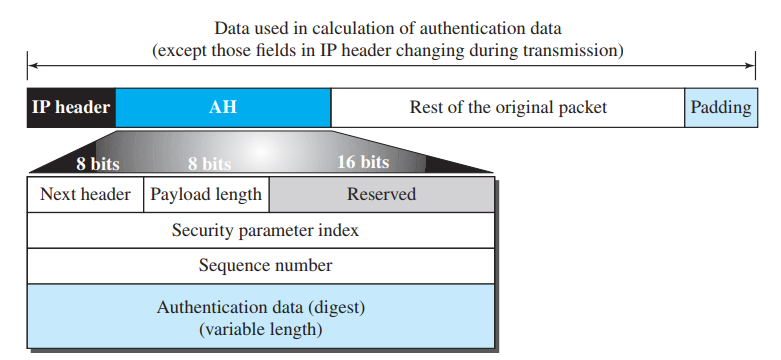 Data used in calculation of authentication data
(except those fields in IP header changing during transmission)
IP header AH Rest of the original packet Padding
8 bits 8 bits 16 bits
Next header Payload length Reserved
Security parameter index
Sequence number
Authentication data (digest)
(variable length)